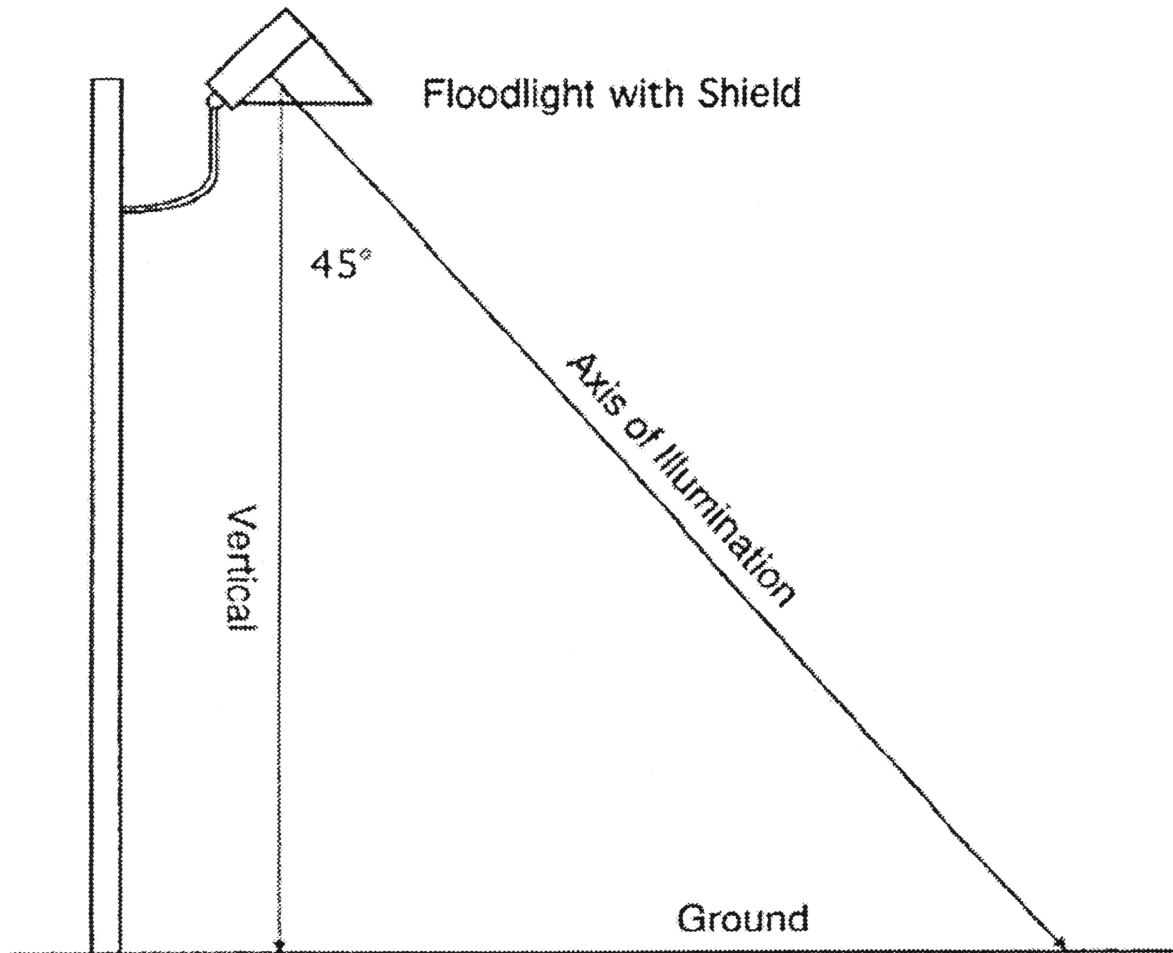 Floodlight with Shield
45°
Axis of Illumination
Vertical
Ground